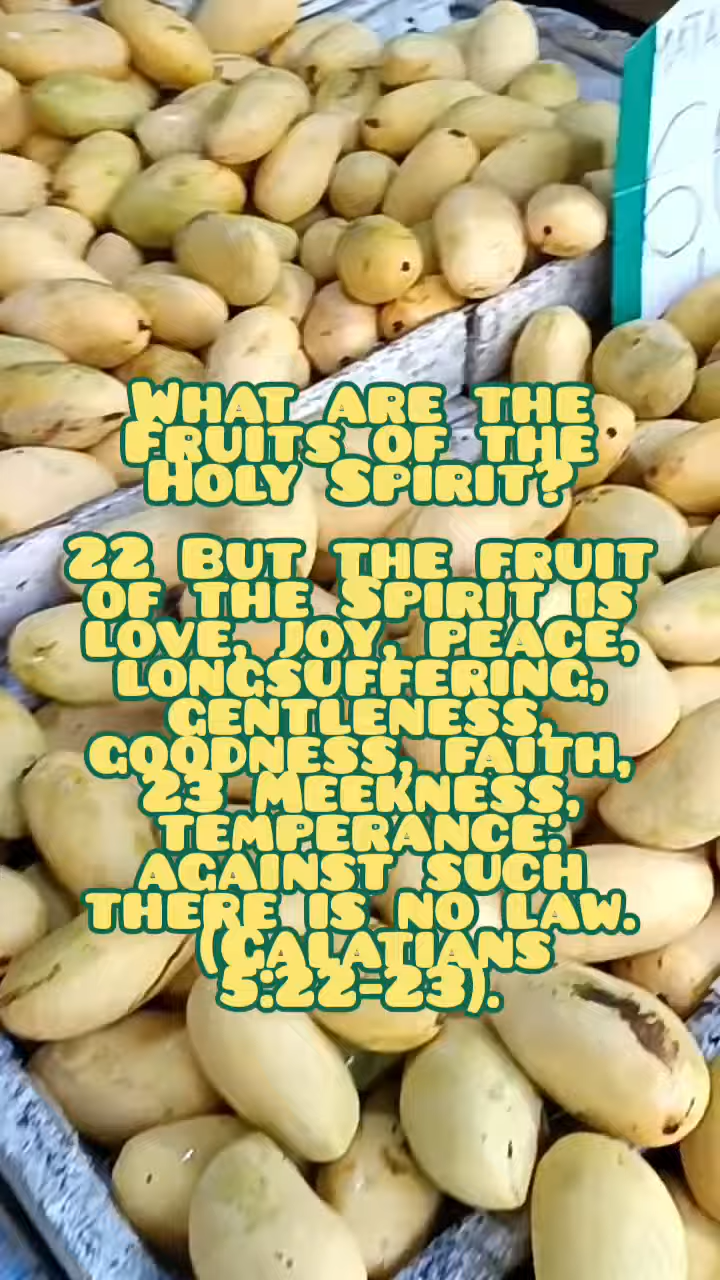 What are the
Fruits of the
Holy Spirit?
22 But the fruit
of the Spirit is
love, joy, peace,
longsuffering,
gentleness,
goodness, faith,
23 Meekness,
temperance:
against such
there is no law.
(Galatians
5:22-23).